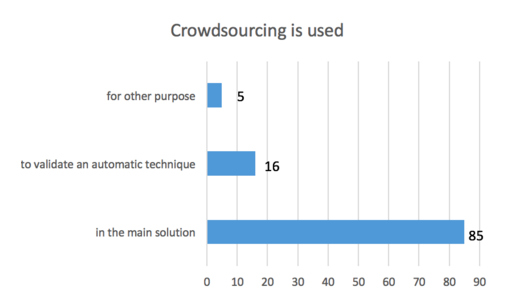 Crowdsourcing is used
for other purpose
5
to validate an automatic technique
16
in the main solution
85
0 10 20 30 40 50 60 70 80 90